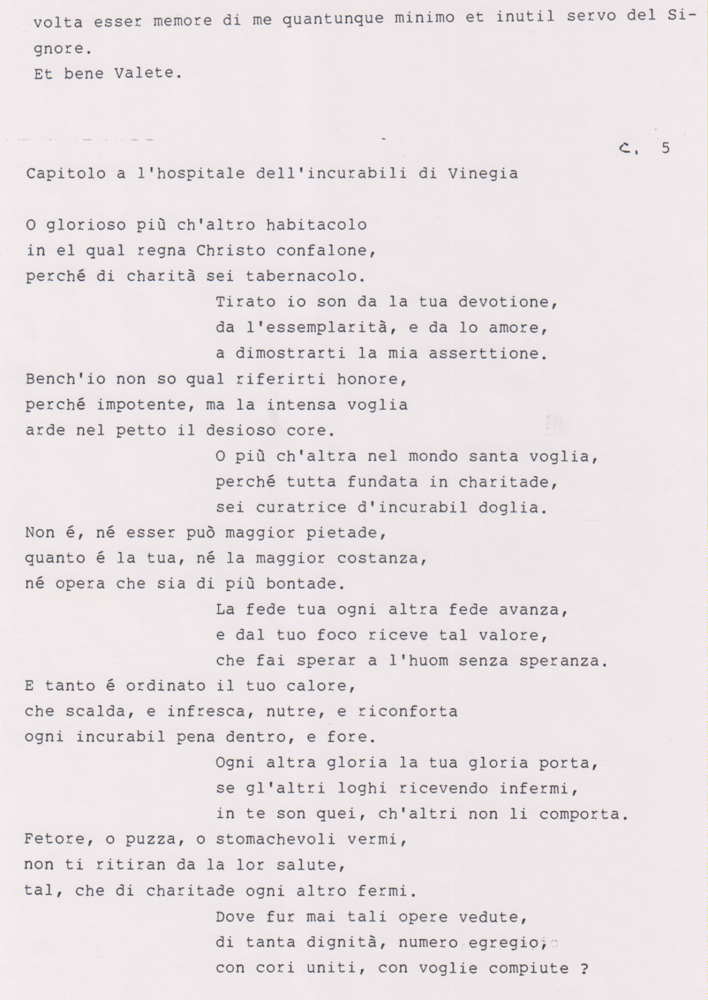 volta esser memore di me quantunque minimo et inutil servo del Si-
gnore.
Et bene Valete.
c. 5
Capitolo a l'hospitale dell'incurabili di Vinegia
O glorioso più ch'altro habitacolo
in el qual regna Christo confalone,
perché di charità sei tabernacolo.
Tirato io son da la tua devotione,
da l'essemplarità, e da lo amore,
a dimostrarti la mia asserttione.
Bench'io non so qual riferirti honore,
perché impotente, ma la intensa voglia
arde nel petto il desioso core.
O più ch'altra nel mondo santa voglia,
perché tutta fundata in charitade,
sei curatrice d'incurabil doglia.
Non é, né esser può maggior pietade,
quanto é la tua, né la maggior costanza,
né opera che sia di più bontade.
La fede tua ogni altra fede avanza,
e dal tuo foco riceve tal valore,
che fai sperar a l'huom senza speranza.
E tanto é ordinato il tuo calore,
che scalda, e infresca, nutre, e riconforta
ogni incurabil pena dentro, e fore.
Ogni altra gloria la tua gloria porta,
se gl'altri loghi ricevendo infermi,
in te son quei, ch'altri non li comporta.
Fetore, o puzza, o stomachevoli vermi,
non ti ritiran da la lor salute,
tal, che di charitade ogni altro fermi.
Dove fur mai tali opere vedute,
di tanta dignità, numero egregio,
con cori uniti, con voglie compiute ?